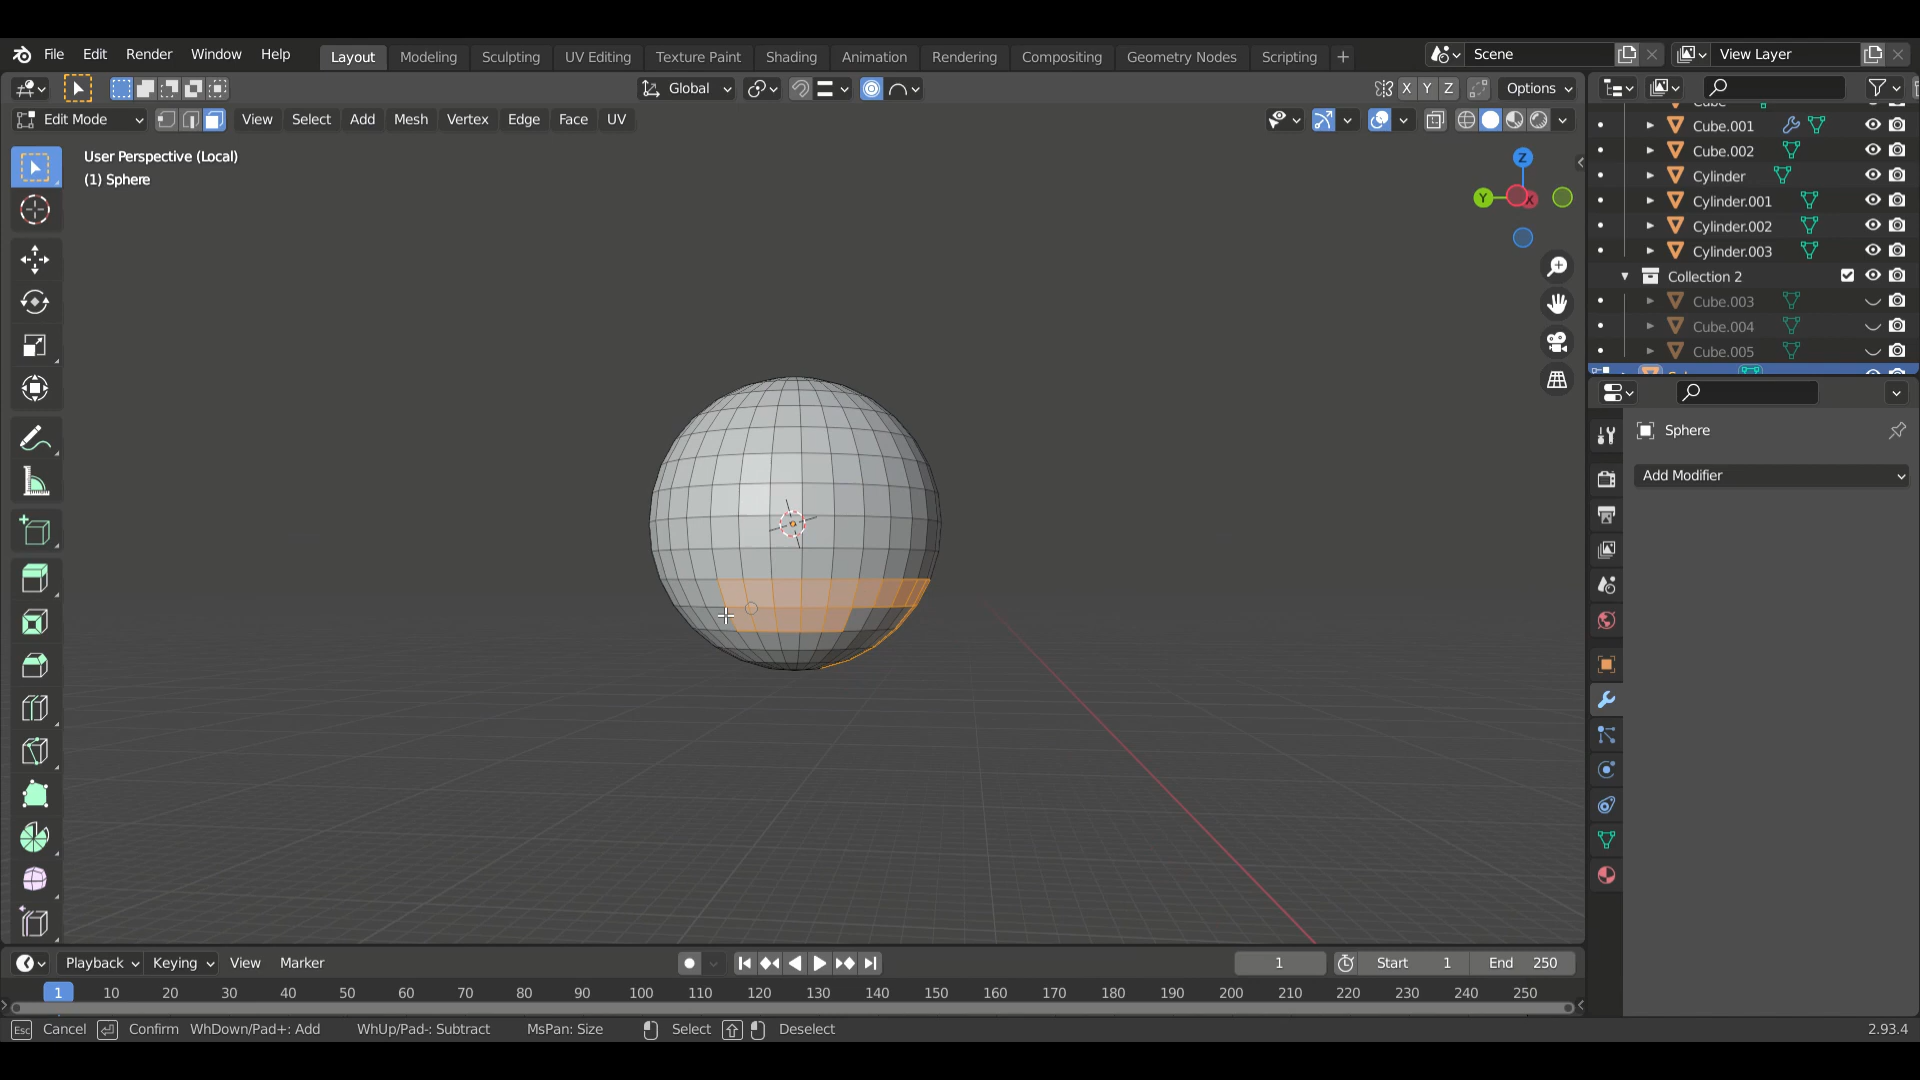 File Edit Render Window Help Layout Modeling Sculpting UV Editing Texture Paint Shading Animation Rendering Compositing Geometry Nodes Scripting + Scene View Layer
Global X Y Z Options
Edit Mode View Select Add Mesh Vertex Edge Face UV
User Perspective (Local)
(1) Sphere
Z
Y X
Cube.001
Cube.002
Cylinder
Cylinder.001
Cylinder.002
Cylinder.003
Collection 2
Cube.003
Cube.004
Cube.005
Sphere
Add Modifier
Playback Keying View Marker 1 Start 1 End 250
1 10 20 30 40 50 60 70 80 90 100 110 120 130 140 150 160 170 180 190 200 210 220 230 240 250
Esc Cancel Confirm WhDown/Pad+: Add WhUp/Pad-: Subtract MsPan: Size Select Deselect 2.93.4